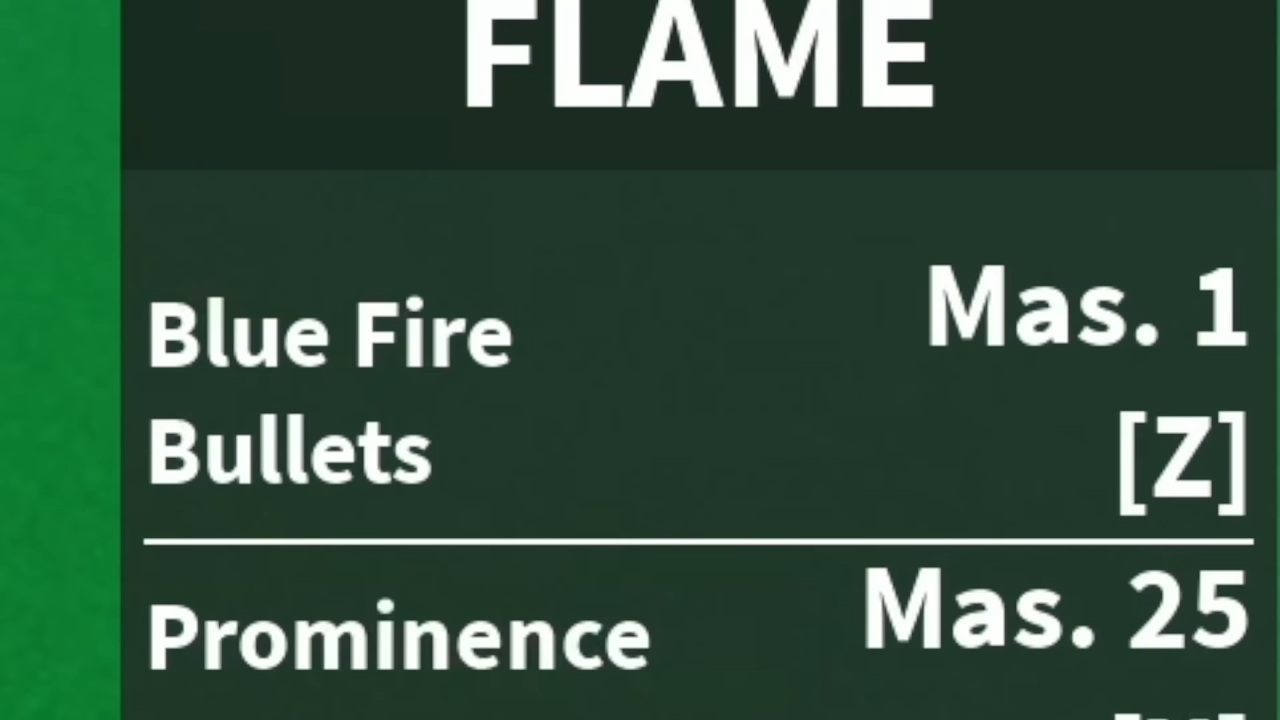 FLAME
Blue Fire
Bullets
Mas. 1
[Z]
Prominence
Mas. 25